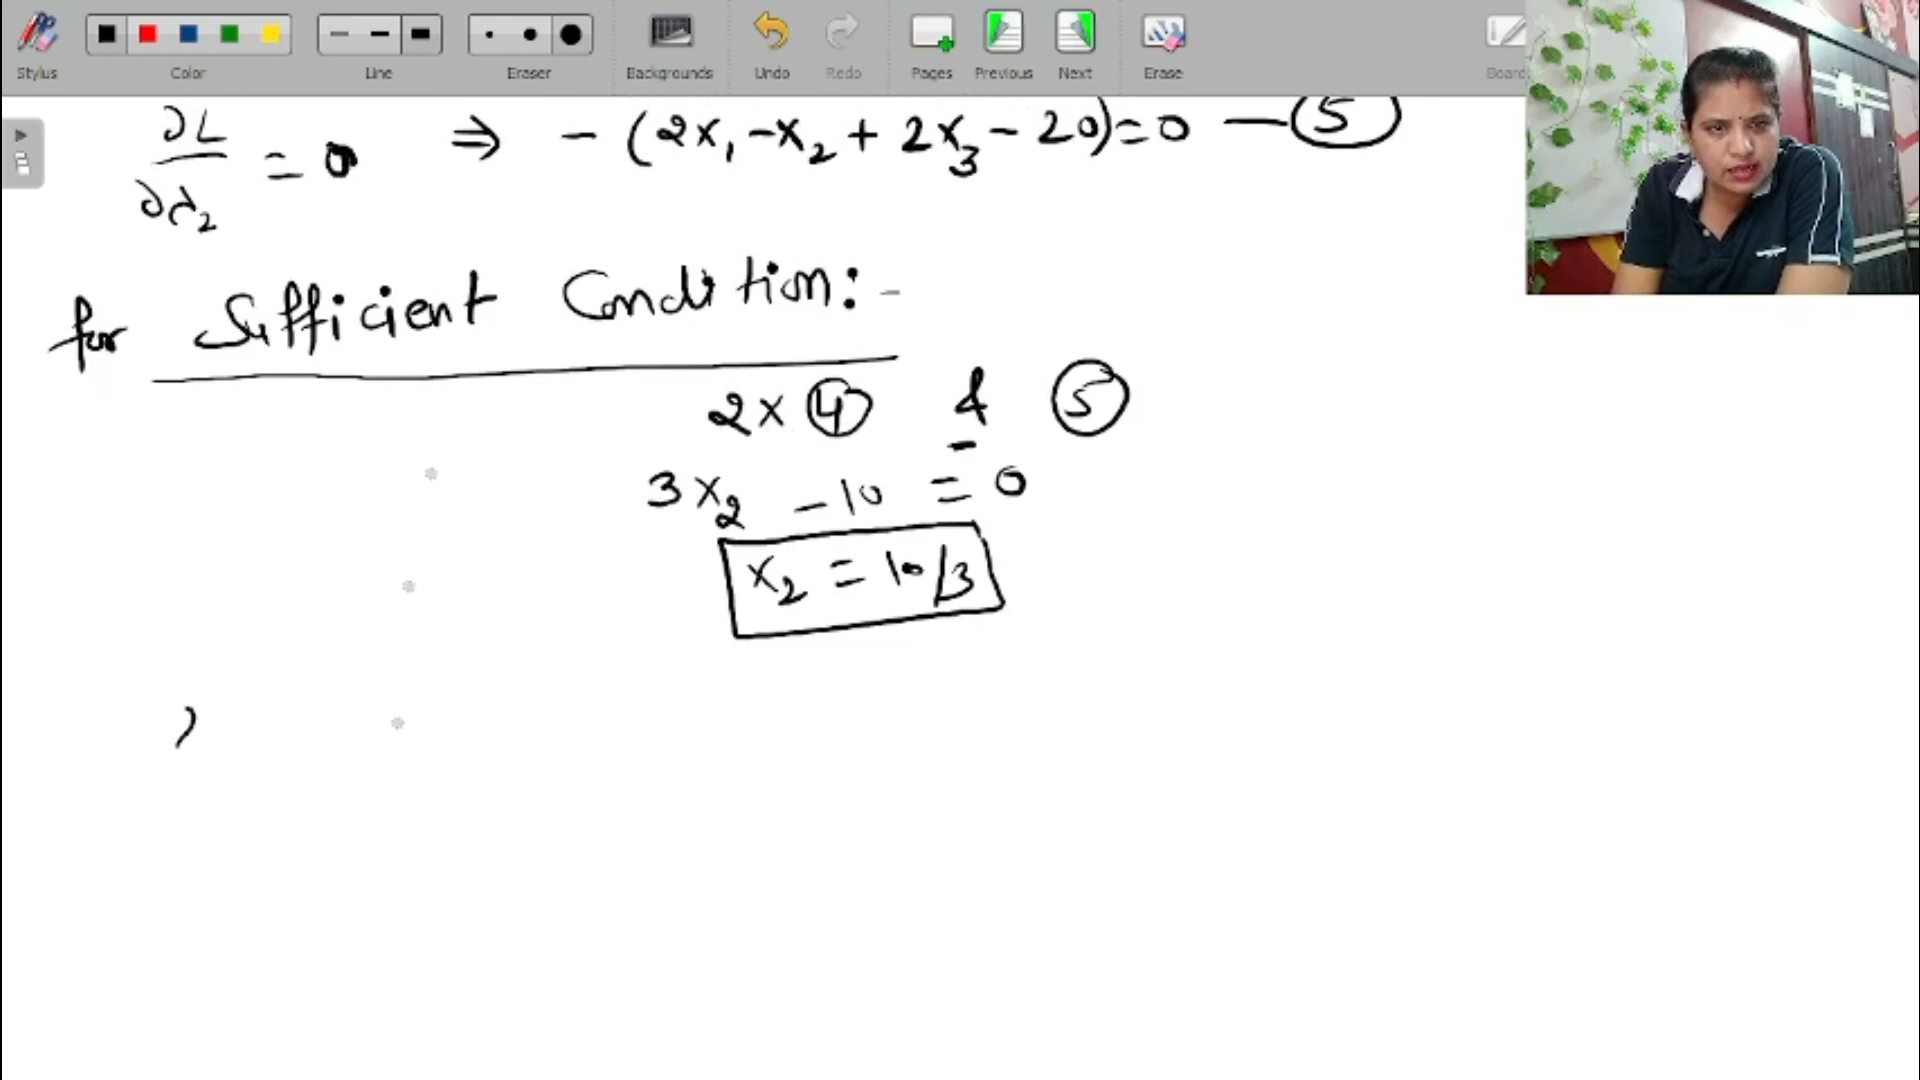 Stylus Color Line Eraser Backgrounds Undo Redo Pages Previous Next Erase Board
∂L/∂λ₂ = 0 ⇒ - (2x₁ - x₂ + 2x₃ - 20) = 0 — ⑤
for Sufficient Condition: -
2 x ④ & ⑤
3x₂ - 10 = 0
x₂ = 10/3
)